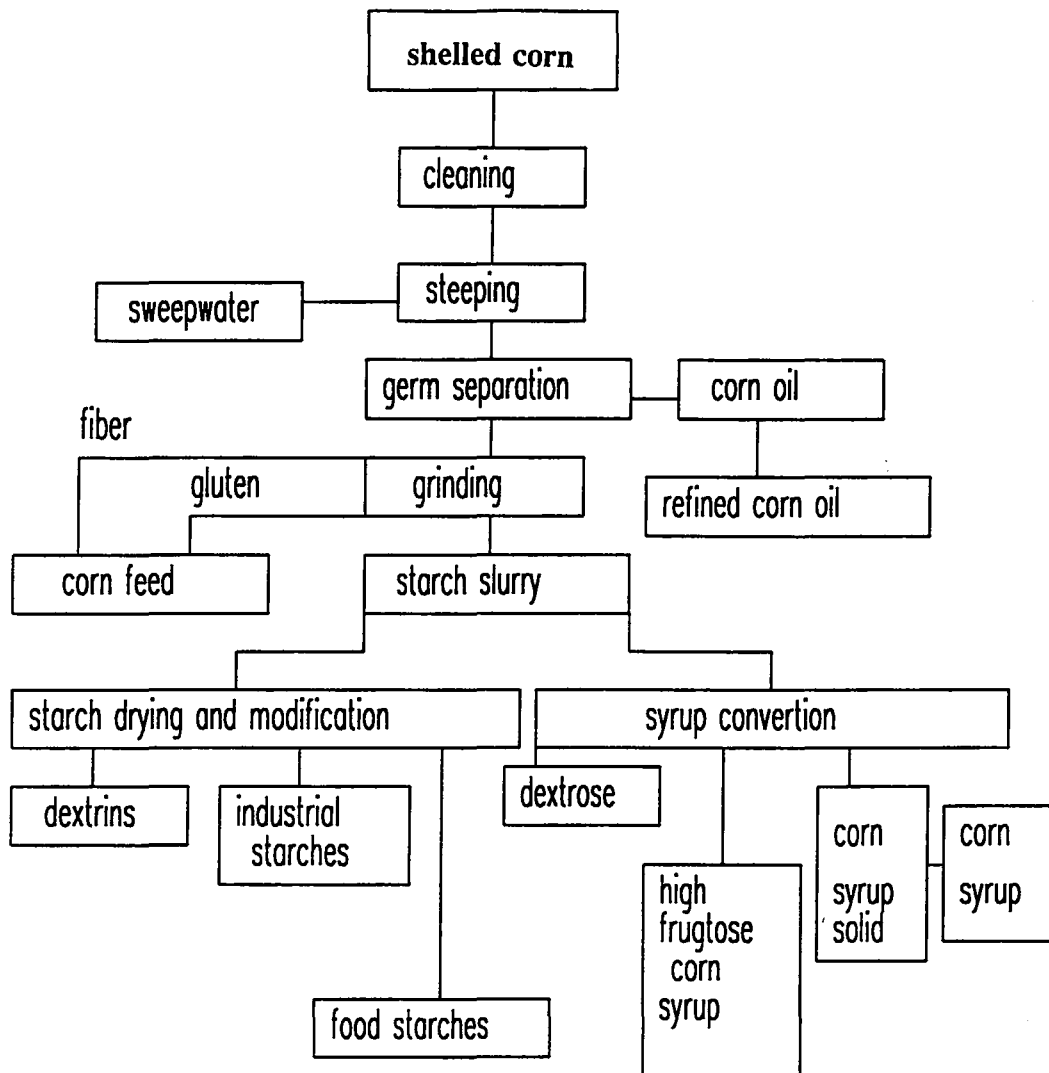 shelled corn
cleaning
steeping
sweepwater
germ separation
corn oil
fiber
gluten
grinding
refined corn oil
corn feed
starch slurry
starch drying and modification
syrup convertion
dextrins
industrial
starches
dextrose
corn
syrup
solid
corn
syrup
high
frugtose
corn
syrup
food starches